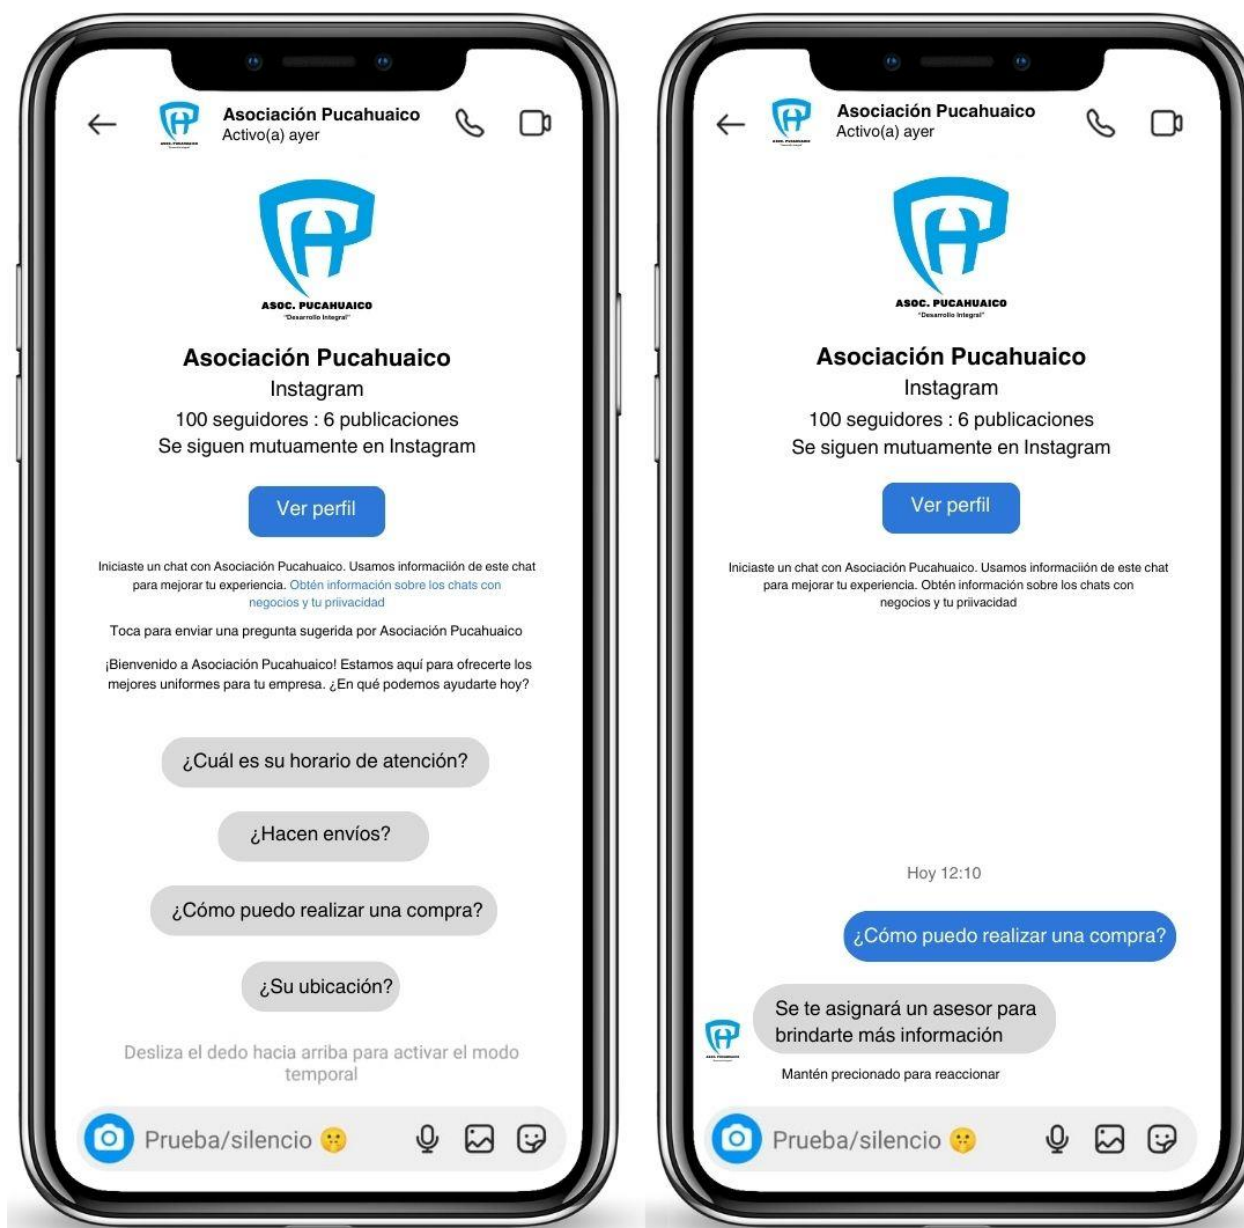 Asociación Pucahuaico
Activo(a) ayer
ASOC. PUCAHUAICO
"Desarrollo Integral"
Asociación Pucahuaico
Instagram
100 seguidores : 6 publicaciones
Se siguen mutuamente en Instagram
Ver perfil
Iniciaste un chat con Asociación Pucahuaico. Usamos informaciión de este chat
para mejorar tu experiencia. Obtén información sobre los chats con
negocios y tu priivacidad
Toca para enviar una pregunta sugerida por Asociación Pucahuaico
¡Bienvenido a Asociación Pucahuaico! Estamos aquí para ofrecerte los
mejores uniformes para tu empresa. ¿En qué podemos ayudarte hoy?
¿Cuál es su horario de atención?
¿Hacen envíos?
¿Cómo puedo realizar una compra?
¿Su ubicación?
Desliza el dedo hacia arriba para activar el modo
temporal
Prueba/silencio 🤫
Asociación Pucahuaico
Activo(a) ayer
ASOC. PUCAHUAICO
"Desarrollo Integral"
Asociación Pucahuaico
Instagram
100 seguidores : 6 publicaciones
Se siguen mutuamente en Instagram
Ver perfil
Iniciaste un chat con Asociación Pucahuaico. Usamos informaciión de este chat
para mejorar tu experiencia. Obtén información sobre los chats con
negocios y tu priivacidad
Hoy 12:10
¿Cómo puedo realizar una compra?
Se te asignará un asesor para
brindarte más información
Mantén precionado para reaccionar
Prueba/silencio 🤫